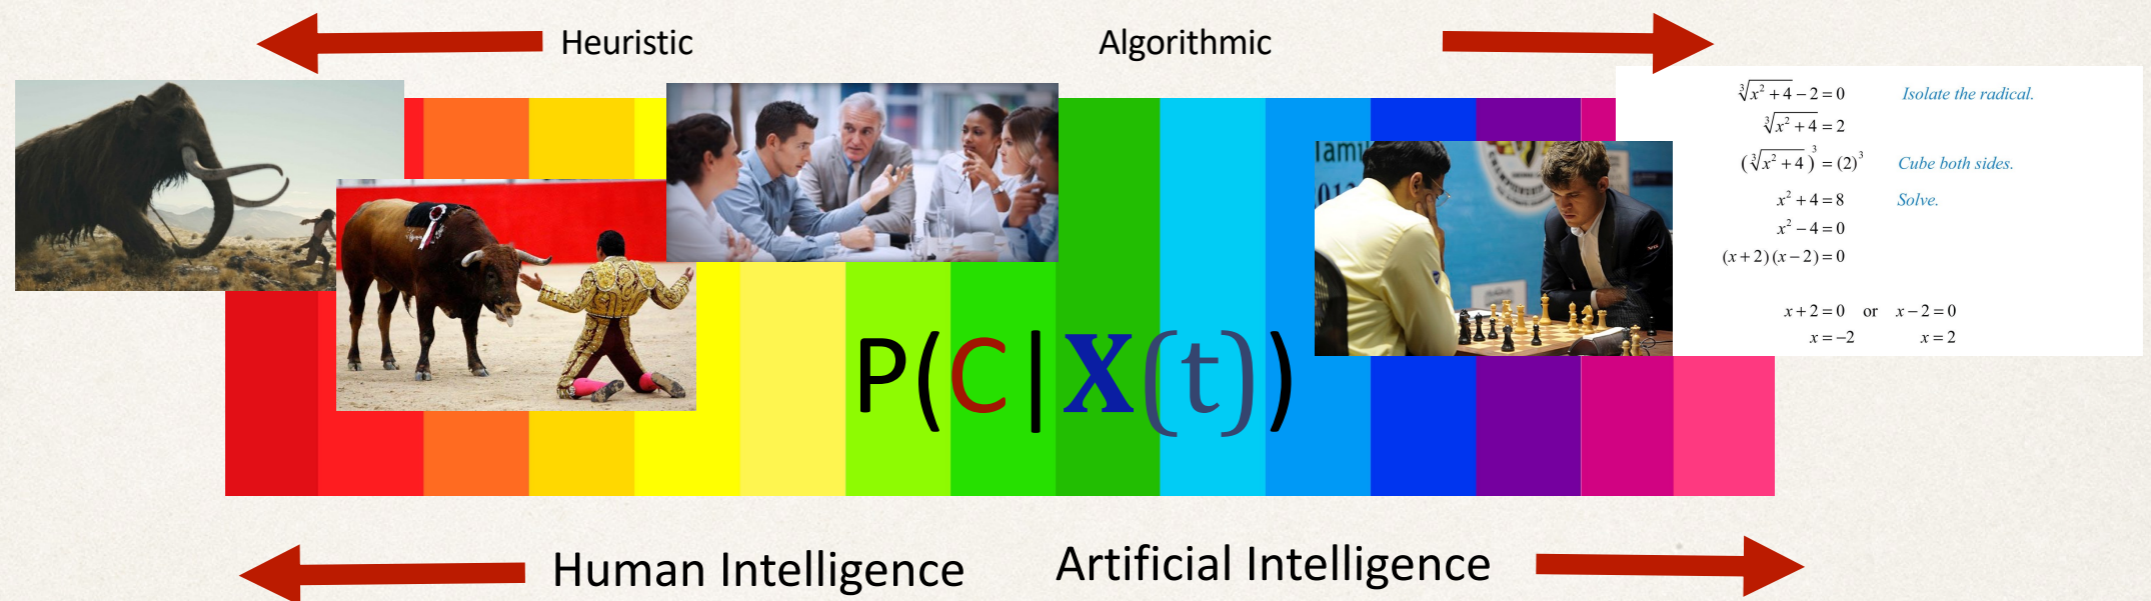 Heuristic
Algorithmic
∛(x² + 4) − 2 = 0 Isolate the radical.
∛(x² + 4) = 2
(∛(x² + 4))³ = (2)³ Cube both sides.
x² + 4 = 8 Solve.
x² − 4 = 0
(x + 2)(x − 2) = 0
x + 2 = 0 or x − 2 = 0
x = −2 x = 2
P(C|X(t))
Human Intelligence
Artificial Intelligence